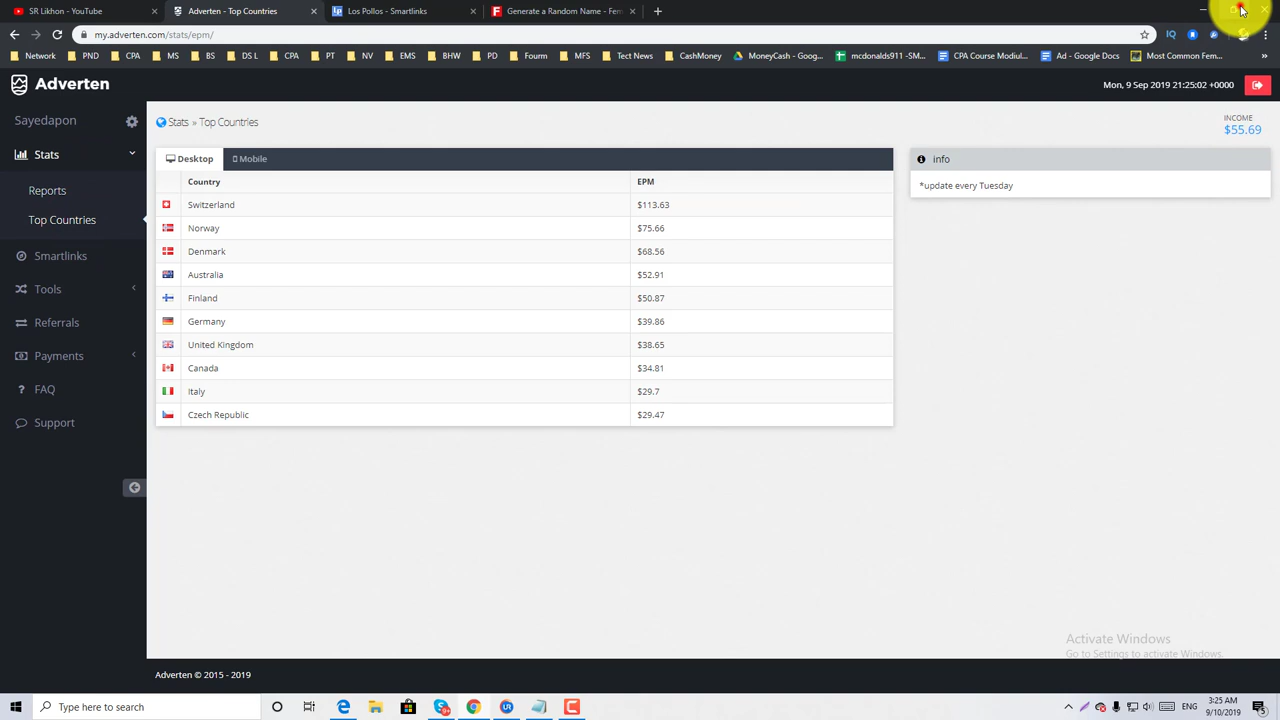 SR Likhon - YouTube
Adverten - Top Countries
Los Pollos - Smartlinks
Generate a Random Name - Fem
my.adverten.com/stats/epm/
Network PND CPA MS BS DS L CPA PT NV EMS BHW PD Fourm MFS Tect News CashMoney MoneyCash - Goog... mcdonalds911 -SM... CPA Course Modiul... Ad - Google Docs Most Common Fem...
Adverten
Mon, 9 Sep 2019 21:25:02 +0000
Sayedapon
Stats » Top Countries
INCOME
$55.69
Stats
Reports
Top Countries
Smartlinks
Tools
Referrals
Payments
FAQ
Support
Desktop Mobile
Country EPM
Switzerland $113.63
Norway $75.66
Denmark $68.56
Australia $52.91
Finland $50.87
Germany $39.86
United Kingdom $38.65
Canada $34.81
Italy $29.7
Czech Republic $29.47
info
*update every Tuesday
Activate Windows
Go to Settings to activate Windows.
Adverten © 2015 - 2019
Type here to search
ENG
3:25 AM
9/10/2019